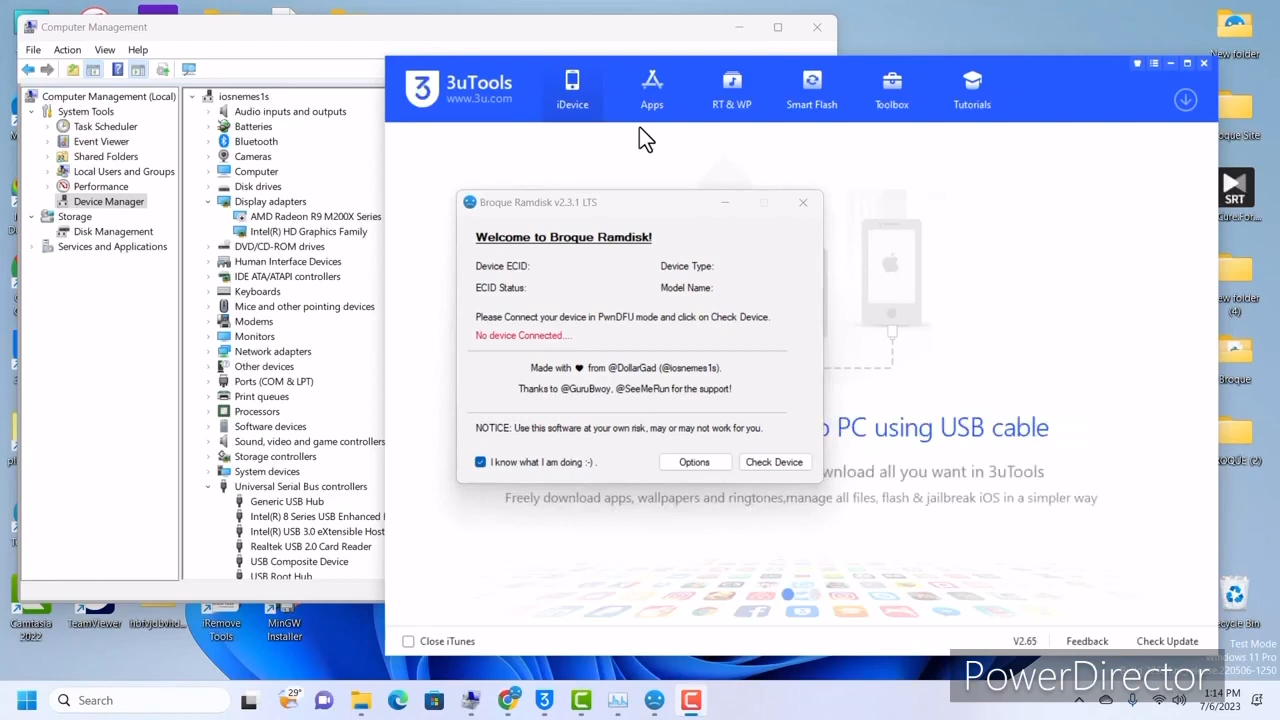 Computer Management
File Action View Help
Computer Management (Local)
System Tools
Task Scheduler
Event Viewer
Shared Folders
Local Users and Groups
Performance
Device Manager
Storage
Disk Management
Services and Applications
iosnemes1s
Audio inputs and outputs
Batteries
Bluetooth
Cameras
Computer
Disk drives
Display adapters
AMD Radeon R9 M200X Series
Intel(R) HD Graphics Family
DVD/CD-ROM drives
Human Interface Devices
IDE ATA/ATAPI controllers
Keyboards
Mice and other pointing devices
Modems
Monitors
Network adapters
Other devices
Ports (COM & LPT)
Print queues
Processors
Software devices
Sound, video and game controllers
Storage controllers
System devices
Universal Serial Bus controllers
Generic USB Hub
Intel(R) 8 Series USB Enhanced
Intel(R) USB 3.0 eXtensible Host
Realtek USB 2.0 Card Reader
USB Composite Device
USB Root Hub
3 3uTools
www.3u.com
iDevice Apps RT & WP Smart Flash Toolbox Tutorials
Broque Ramdisk v2.3.1 LTS
Welcome to Broque Ramdisk!
Device ECID: Device Type:
ECID Status: Model Name:
Please Connect your device in PwnDFU mode and click on Check Device.
No device Connected....
Made with ♥ from @DollarGad (@iosnemes1s).
Thanks to @GuruBwoy, @SeeMeRun for the support!
NOTICE: Use this software at your own risk, may or may not work for you.
I know what I am doing :-) .
Options Check Device
PC using USB cable
wnload all you want in 3uTools
Freely download apps, wallpapers and ringtones,manage all files, flash & jailbreak iOS in a simpler way
Close iTunes V2.65 Feedback Check Update
New folder
oque Site
SRT
New folder
(4)
Broque
Camtasia
2022
TeamViewer
iRemove
Tools
MinGW
Installer
Recycle Bin
Test Mode
Windows 11 Pro
PowerDirector
Search
29°
1:14 PM
7/6/2023